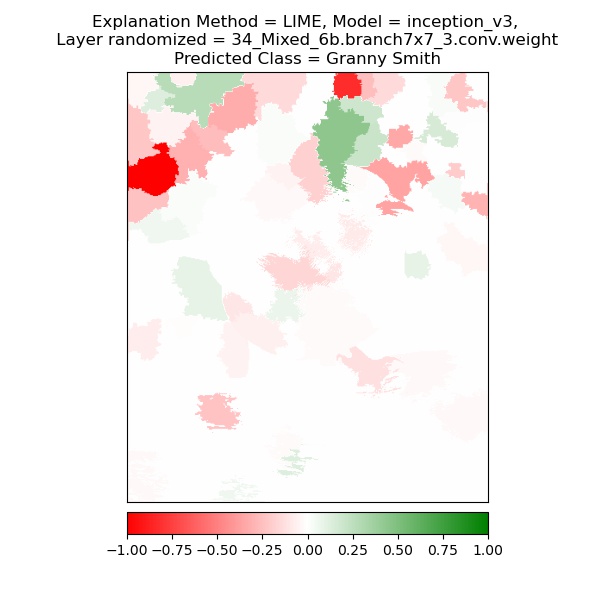 Explanation Method = LIME, Model = inception_v3,
Layer randomized = 34_Mixed_6b.branch7x7_3.conv.weight
Predicted Class = Granny Smith
−1.00 −0.75 −0.50 −0.25 0.00 0.25 0.50 0.75 1.00